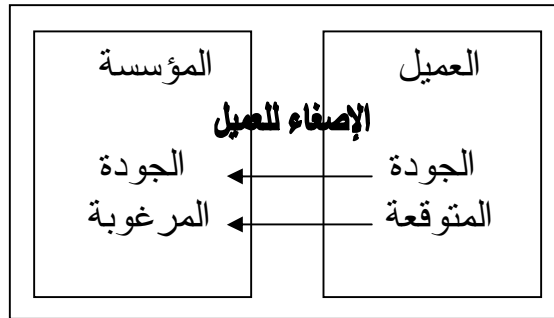 العميل
المؤسسة
الإصغاء للعميل
الجودة
الجودة
المتوقعة
المرغوبة